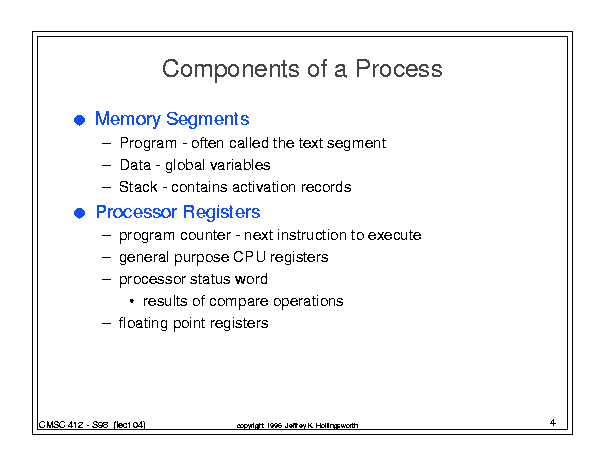 Components of a Process
● Memory Segments
– Program - often called the text segment
– Data - global variables
– Stack - contains activation records
● Processor Registers
– program counter - next instruction to execute
– general purpose CPU registers
– processor status word
• results of compare operations
– floating point registers
CMSC 412 - S98 (lect04)
copyright 1996 Jeffrey K. Hollingsworth
4